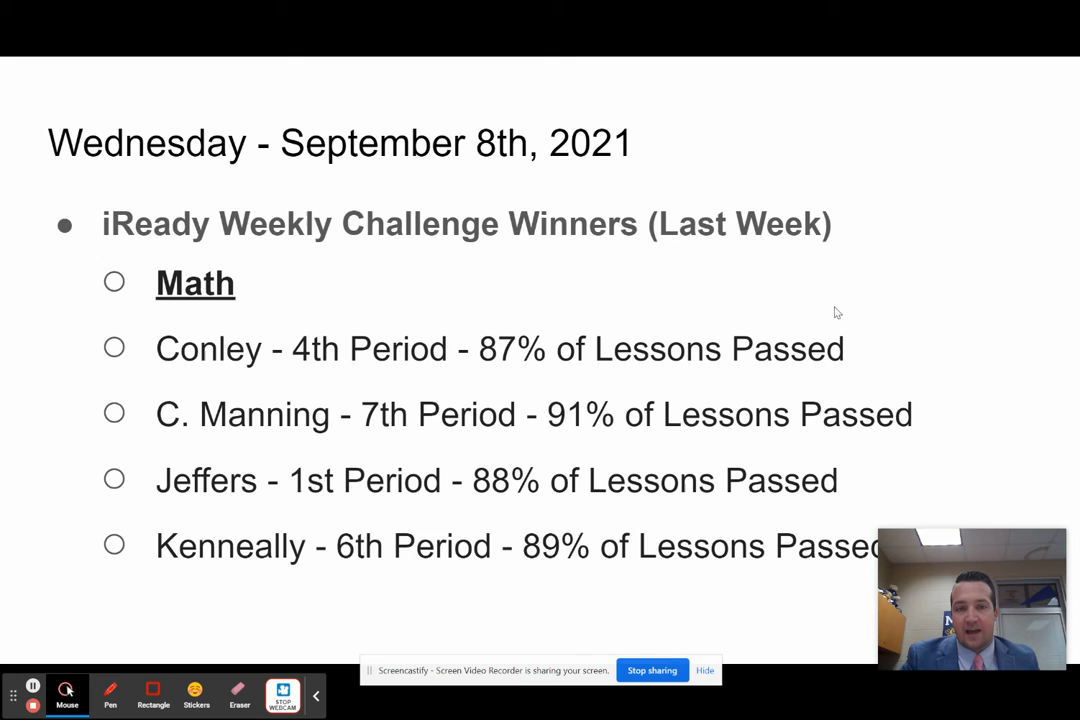 Wednesday - September 8th, 2021
● iReady Weekly Challenge Winners (Last Week)
○ Math
○ Conley - 4th Period - 87% of Lessons Passed
○ C. Manning - 7th Period - 91% of Lessons Passed
○ Jeffers - 1st Period - 88% of Lessons Passed
○ Kenneally - 6th Period - 89% of Lessons Passed
Screencastify - Screen Video Recorder is sharing your screen. Stop sharing Hide
Mouse Pen Rectangle Stickers Eraser STOP WEBCAM